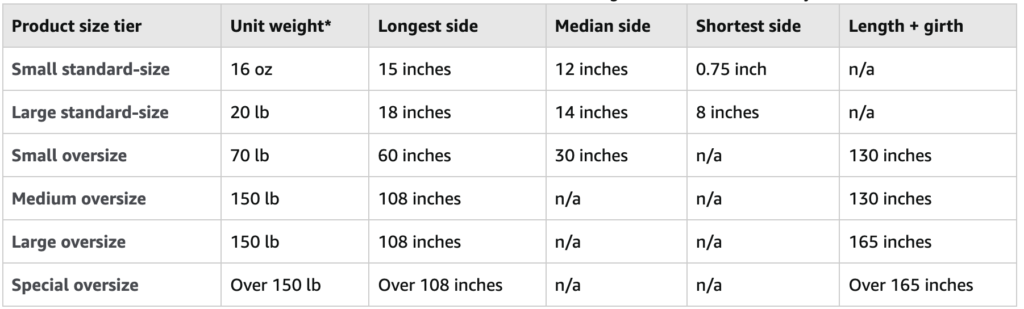 Product size tier Unit weight* Longest side Median side Shortest side Length + girth
Small standard-size 16 oz 15 inches 12 inches 0.75 inch n/a
Large standard-size 20 lb 18 inches 14 inches 8 inches n/a
Small oversize 70 lb 60 inches 30 inches n/a 130 inches
Medium oversize 150 lb 108 inches n/a n/a 130 inches
Large oversize 150 lb 108 inches n/a n/a 165 inches
Special oversize Over 150 lb Over 108 inches n/a n/a Over 165 inches